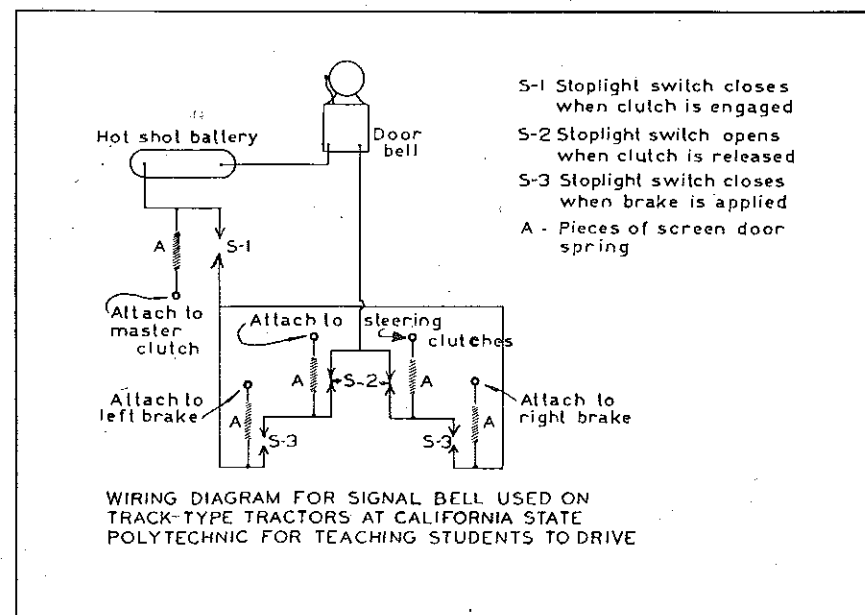 Hot shot battery
Door
bell
S-1 Stoplight switch closes
when clutch is engaged
S-2 Stoplight switch opens
when clutch is released
S-3 Stoplight switch closes
when brake is applied
A - Pieces of screen door
spring
A
S-1
Attach to
master
clutch
Attach to
steering
clutches
A
S-2
A
Attach to
left brake
A
S-3
S-3
A
Attach to
right brake
WIRING DIAGRAM FOR SIGNAL BELL USED ON
TRACK-TYPE TRACTORS AT CALIFORNIA STATE
POLYTECHNIC FOR TEACHING STUDENTS TO DRIVE